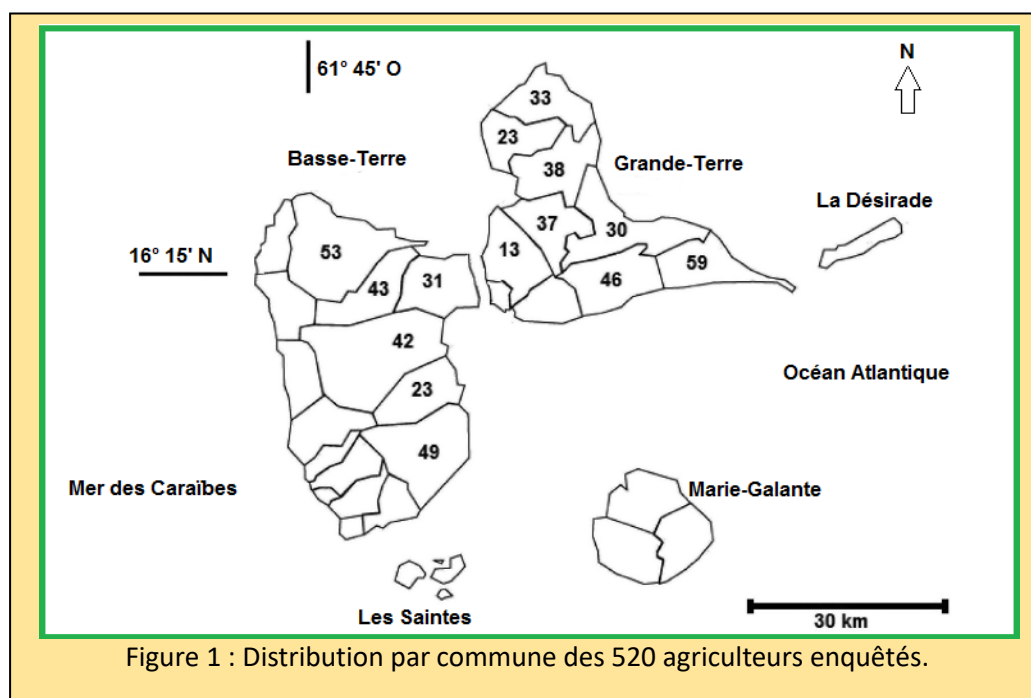 61° 45' O
N
33
23
Basse-Terre
38
Grande-Terre
La Désirade
37
30
13
16° 15' N
53
59
43
31
46
42
Océan Atlantique
23
49
Mer des Caraïbes
Marie-Galante
Les Saintes
30 km
Figure 1 : Distribution par commune des 520 agriculteurs enquêtés.